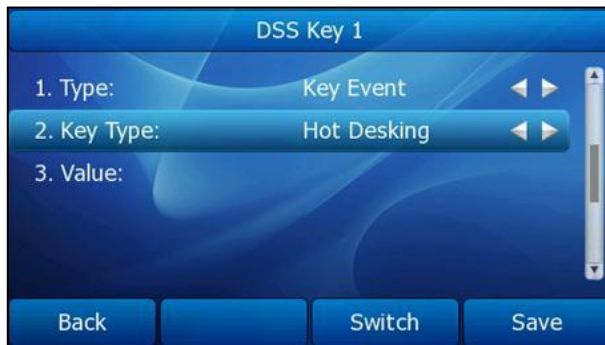 DSS Key 1
1. Type: Key Event
2. Key Type: Hot Desking
3. Value:
Back Switch Save